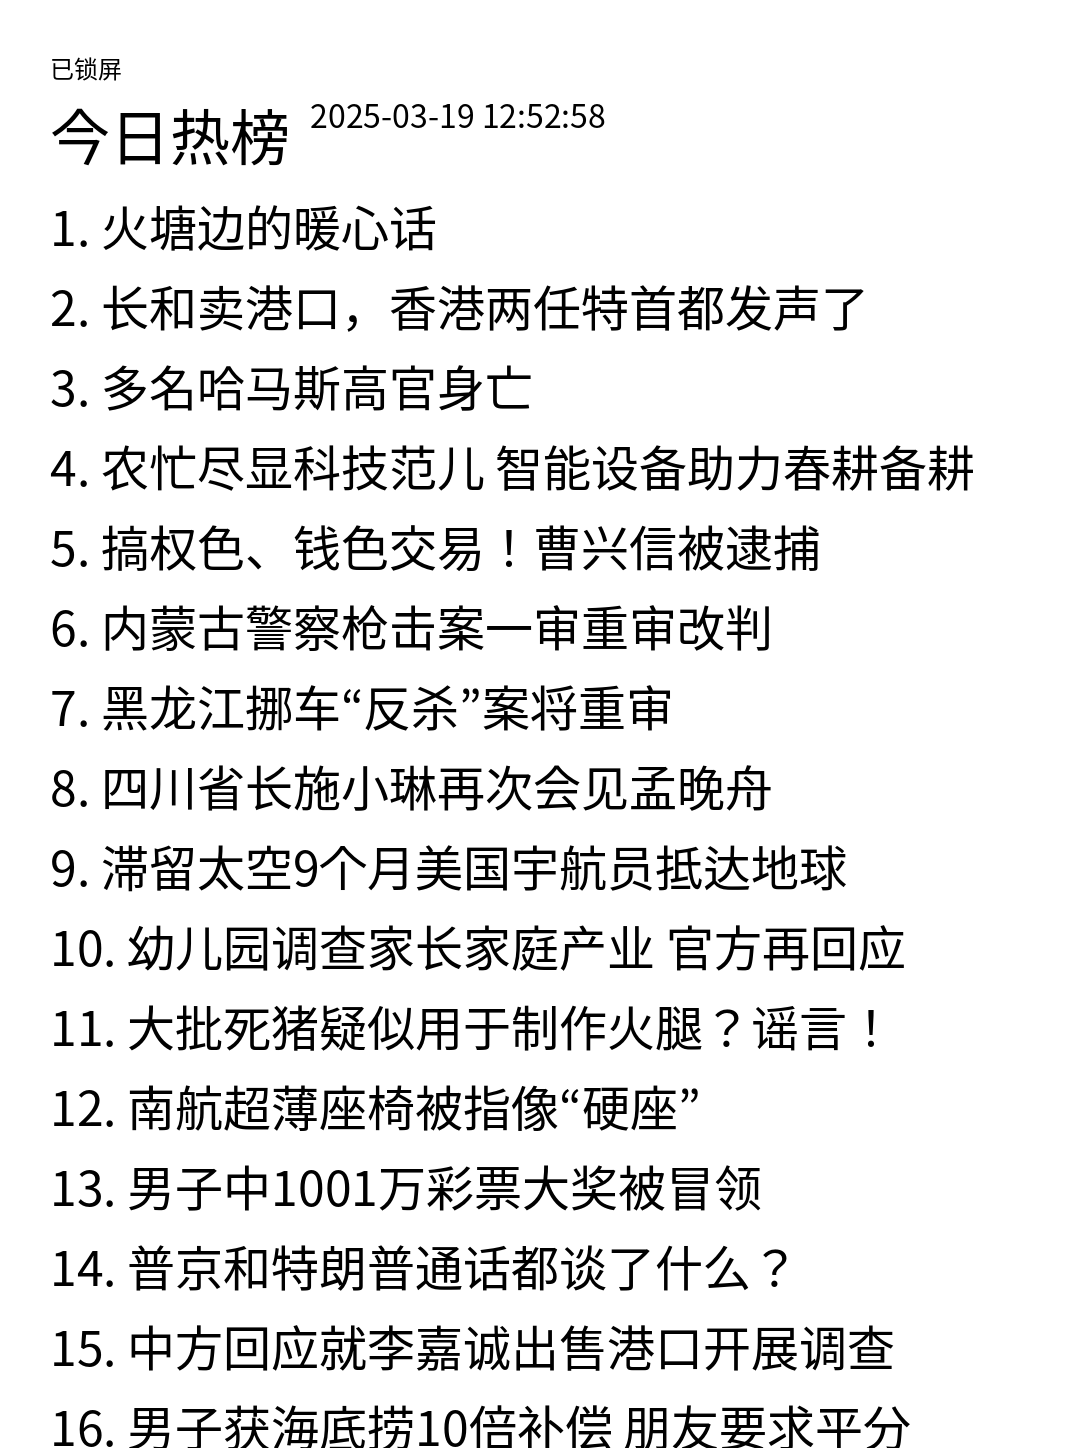 已锁屏
今日热榜 2025-03-19 12:52:58
1. 火塘边的暖心话
2. 长和卖港口，香港两任特首都发声了
3. 多名哈马斯高官身亡
4. 农忙尽显科技范儿 智能设备助力春耕备耕
5. 搞权色、钱色交易！曹兴信被逮捕
6. 内蒙古警察枪击案一审重审改判
7. 黑龙江挪车“反杀”案将重审
8. 四川省长施小琳再次会见孟晚舟
9. 滞留太空9个月美国宇航员抵达地球
10. 幼儿园调查家长家庭产业 官方再回应
11. 大批死猪疑似用于制作火腿？谣言！
12. 南航超薄座椅被指像“硬座”
13. 男子中1001万彩票大奖被冒领
14. 普京和特朗普通话都谈了什么？
15. 中方回应就李嘉诚出售港口开展调查
16. 男子获海底捞10倍补偿 朋友要求平分